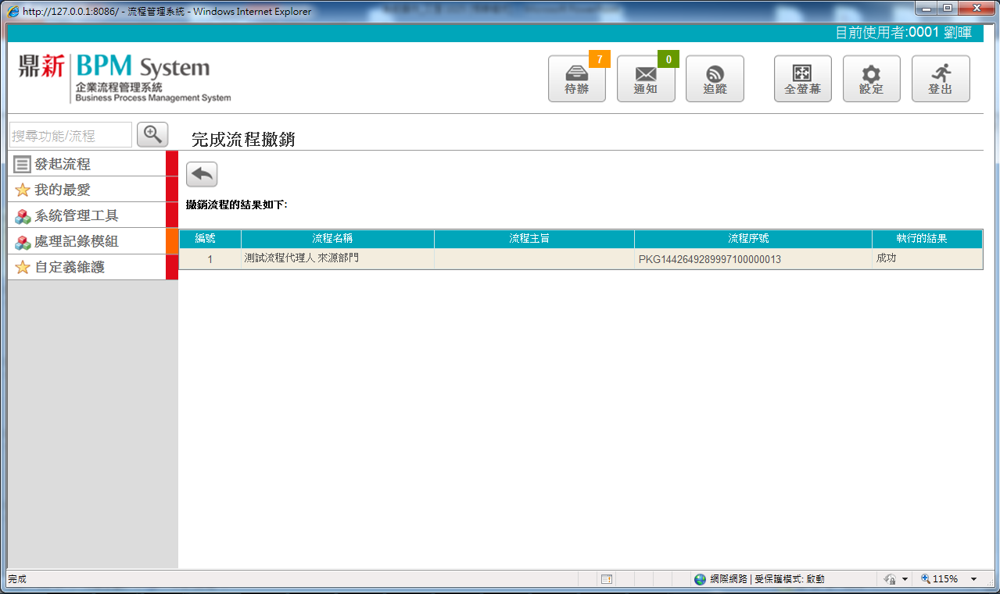 http://127.0.0.1:8086/ - 流程管理系統 - Windows Internet Explorer
目前使用者:0001 劉暉
鼎新 BPM System
企業流程管理系統
Business Process Management System
7
待辦
0
通知
追蹤
全螢幕
設定
登出
搜尋功能/流程
完成流程撤銷
發起流程
我的最愛
系統管理工具
處理記錄模組
自定義維護
撤銷流程的結果如下:
編號 流程名稱 流程主旨 流程序號 執行的結果
1 測試流程代理人 來源部門 PKG1442649289997100000013 成功
完成
網際網路 | 受保護模式: 啟動
115%